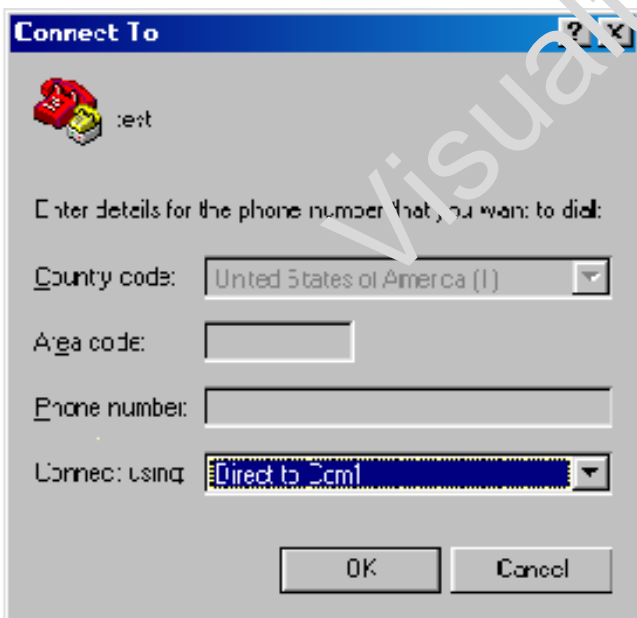 Connect To
test
Enter details for the phone number that you want to dial:
Country code: United States of America (1)
Area code:
Phone number:
Connect using: Direct to Com1
OK Cancel
Visuali